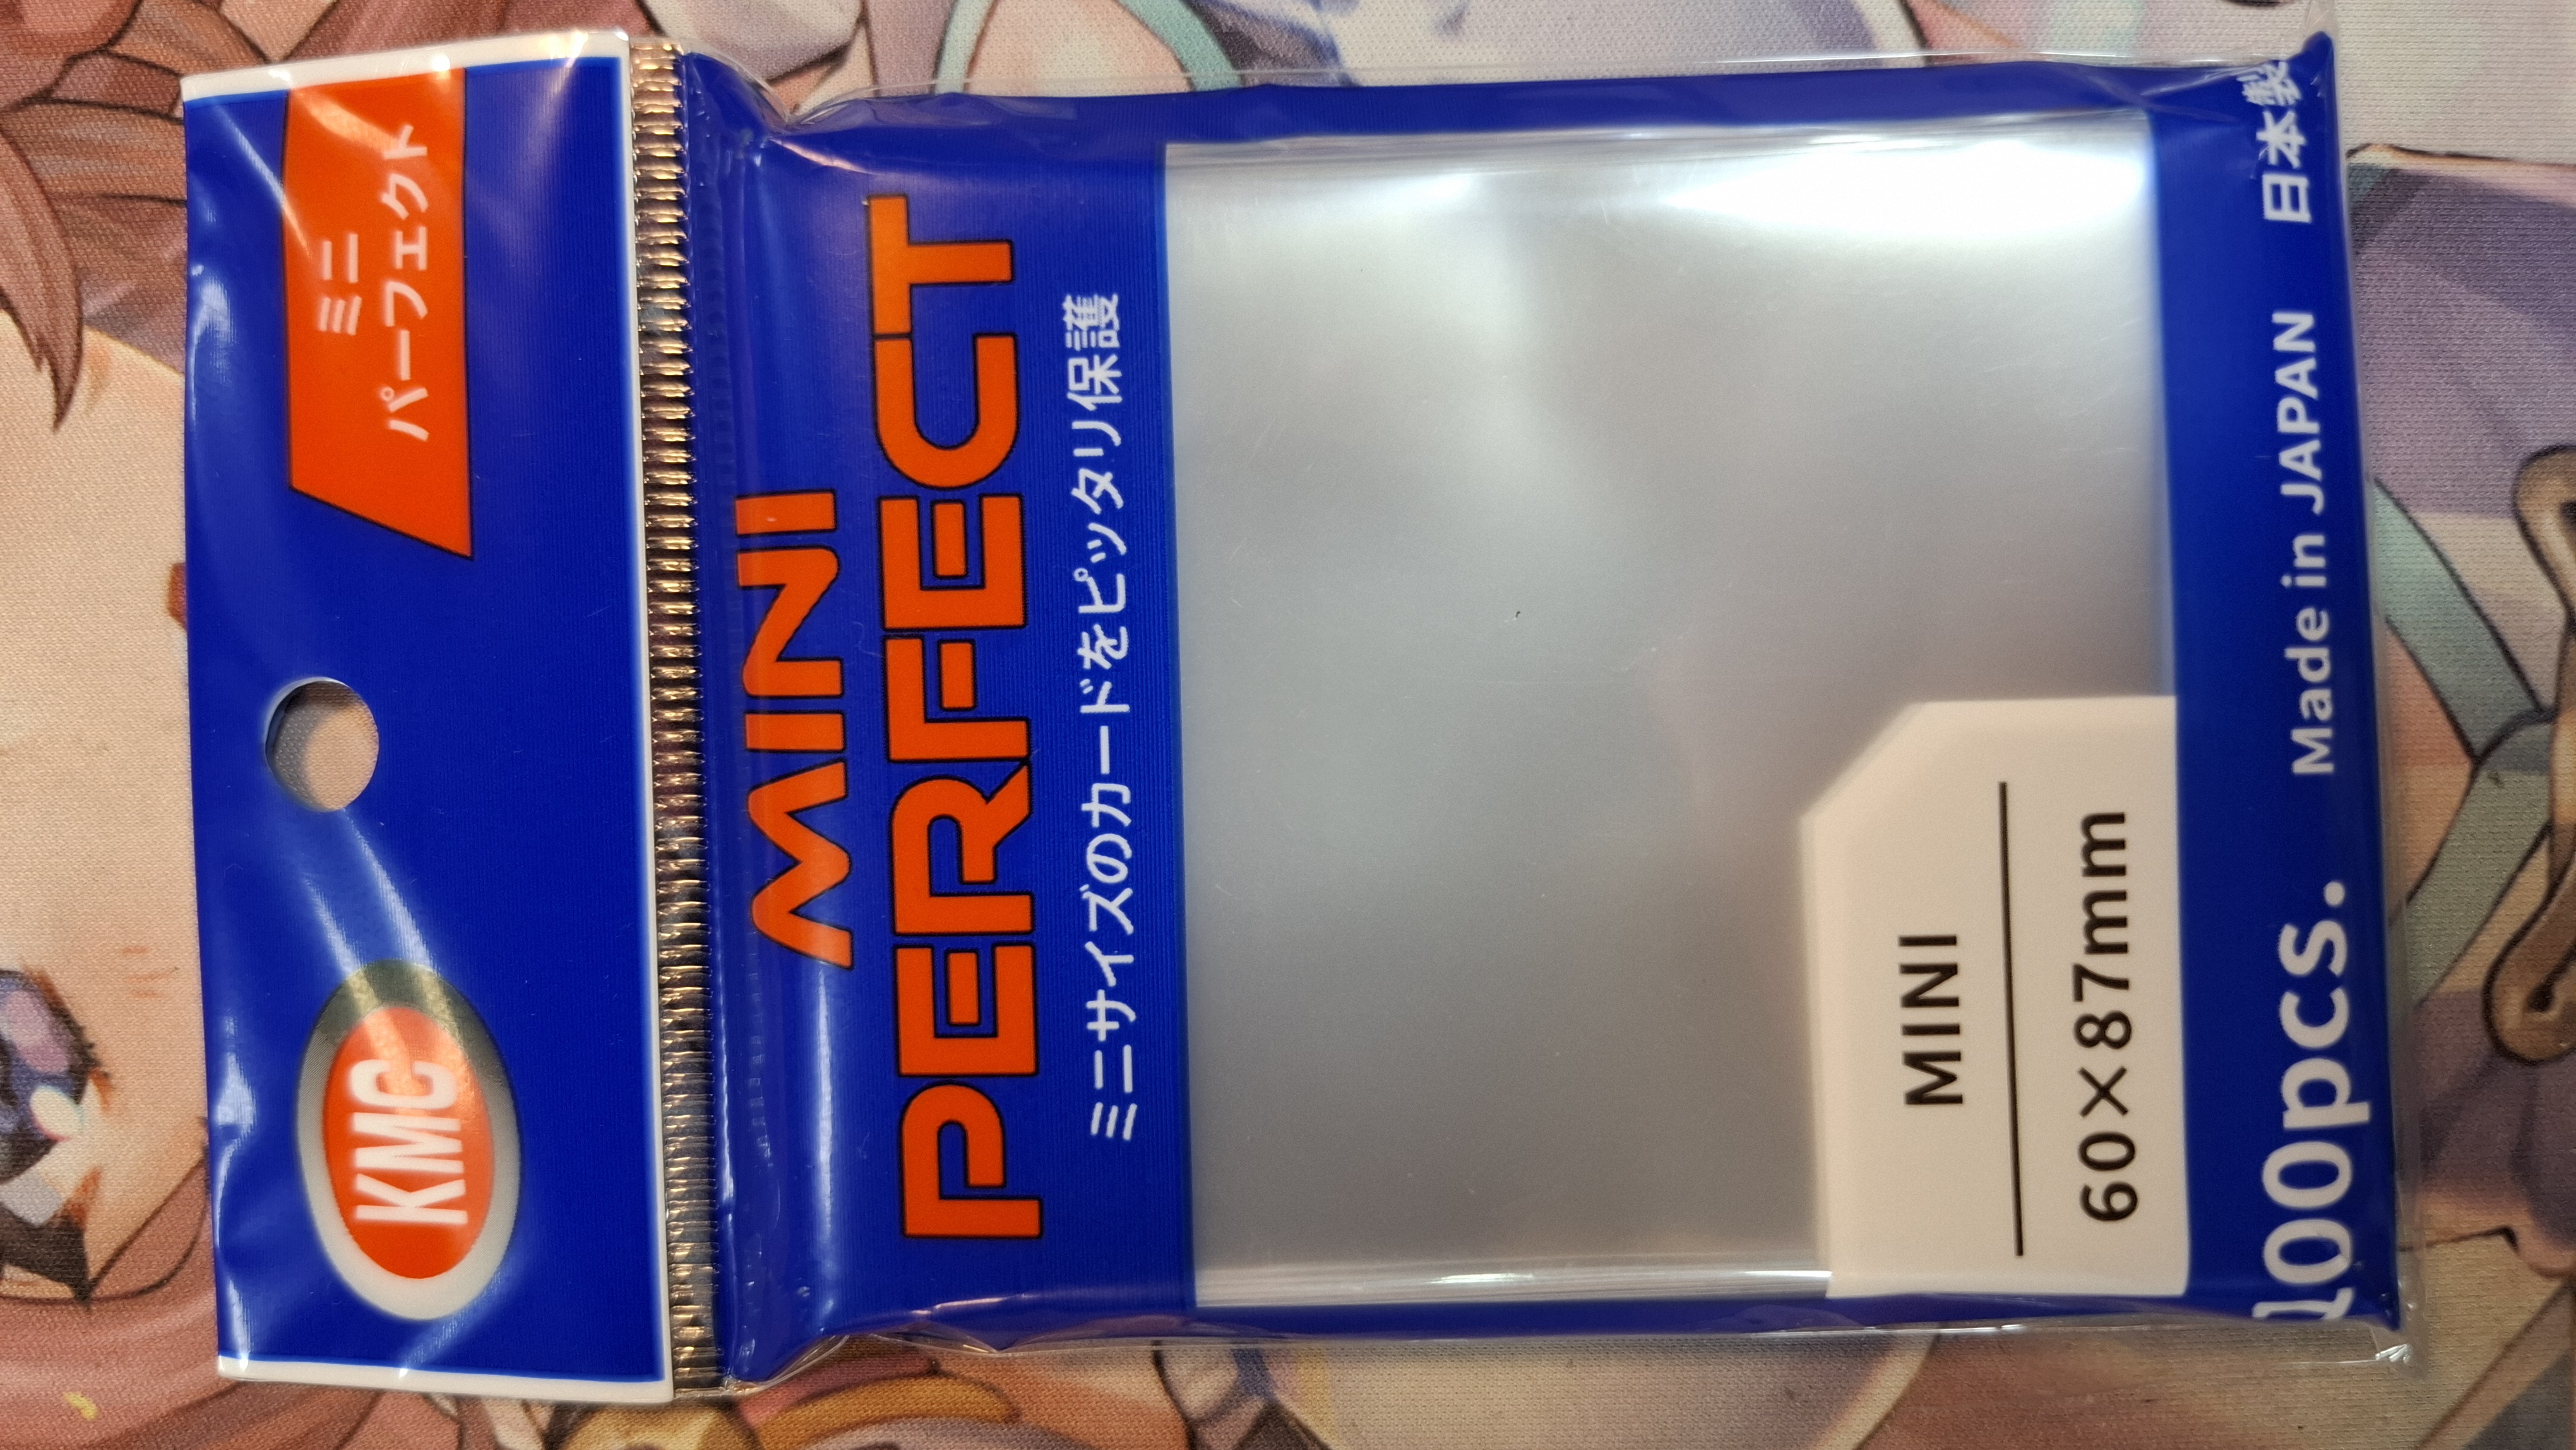 KMC
ミニ
パーフェクト
MINI
PERFECT
ミニサイズのカードをピッタリ保護
MINI
60×87mm
100pcs. Made in JAPAN 日本製